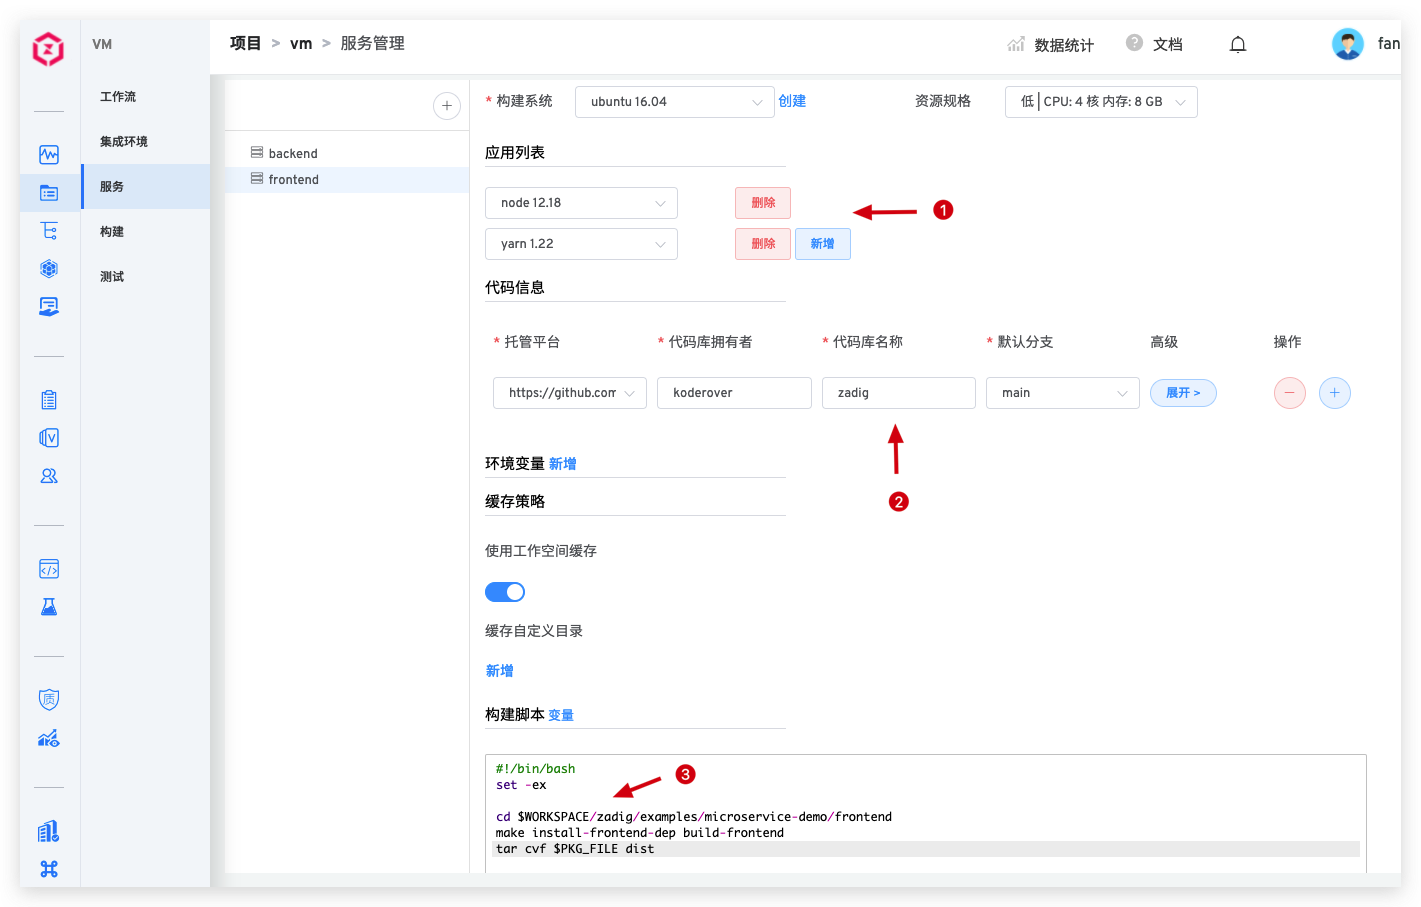 VM
项目 > vm > 服务管理
数据统计
文档
fan
工作流
集成环境
服务
构建
测试
backend
frontend
* 构建系统
ubuntu 16.04
创建
资源规格
低 | CPU: 4 核 内存: 8 GB
应用列表
node 12.18
删除
1
yarn 1.22
删除
新增
代码信息
* 托管平台
* 代码库拥有者
* 代码库名称
* 默认分支
高级
操作
https://github.com
koderover
zadig
main
展开 >
2
环境变量 新增
缓存策略
使用工作空间缓存
缓存自定义目录
新增
构建脚本 变量
3
#!/bin/bash
set -ex
cd $WORKSPACE/zadig/examples/microservice-demo/frontend
make install-frontend-dep build-frontend
tar cvf $PKG_FILE dist
质